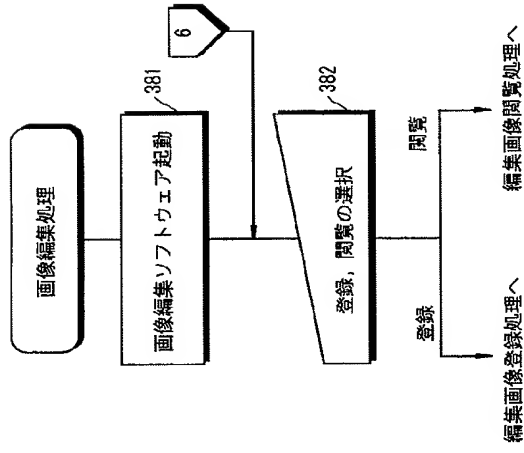 画像編集処理
6
381
画像編集ソフトウェア起動
382
登録,閲覧の選択
登録
閲覧
編集画像登録処理へ
編集画像閲覧処理へ